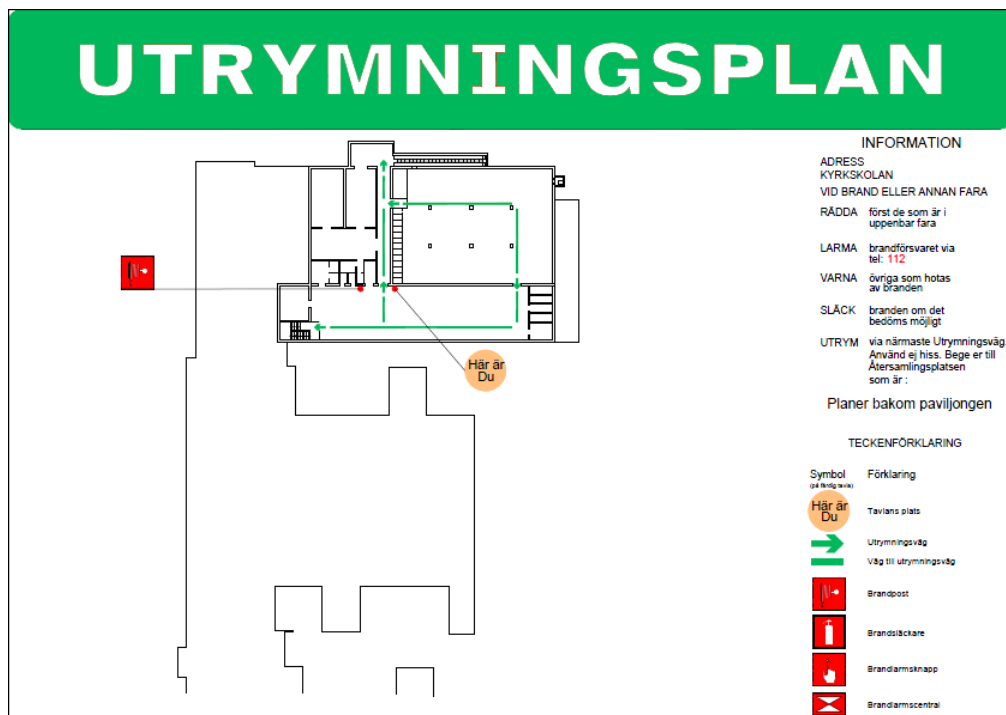 UTRYMNINGSPLAN
INFORMATION
ADRESS
KYRKSKOLAN
VID BRAND ELLER ANNAN FARA
RÄDDA först de som är i
uppenbar fara
LARMA brandförsvaret via
tel: 112
VARNA övriga som hotas
av branden
SLÄCK branden om det
bedöms möjligt
UTRYM via närmaste Utrymningsväg.
Använd ej hiss. Bege er till
Återsamlingsplatsen
som är :
Planer bakom paviljongen
Här är
Du
TECKENFÖRKLARING
Symbol Förklaring
(på färdig tavla)
Här är
Du
Tavlans plats
Utrymningsväg
Väg till utrymningsväg
Brandpost
Brandsläckare
Brandlarmsknapp
Brandlarmscentral